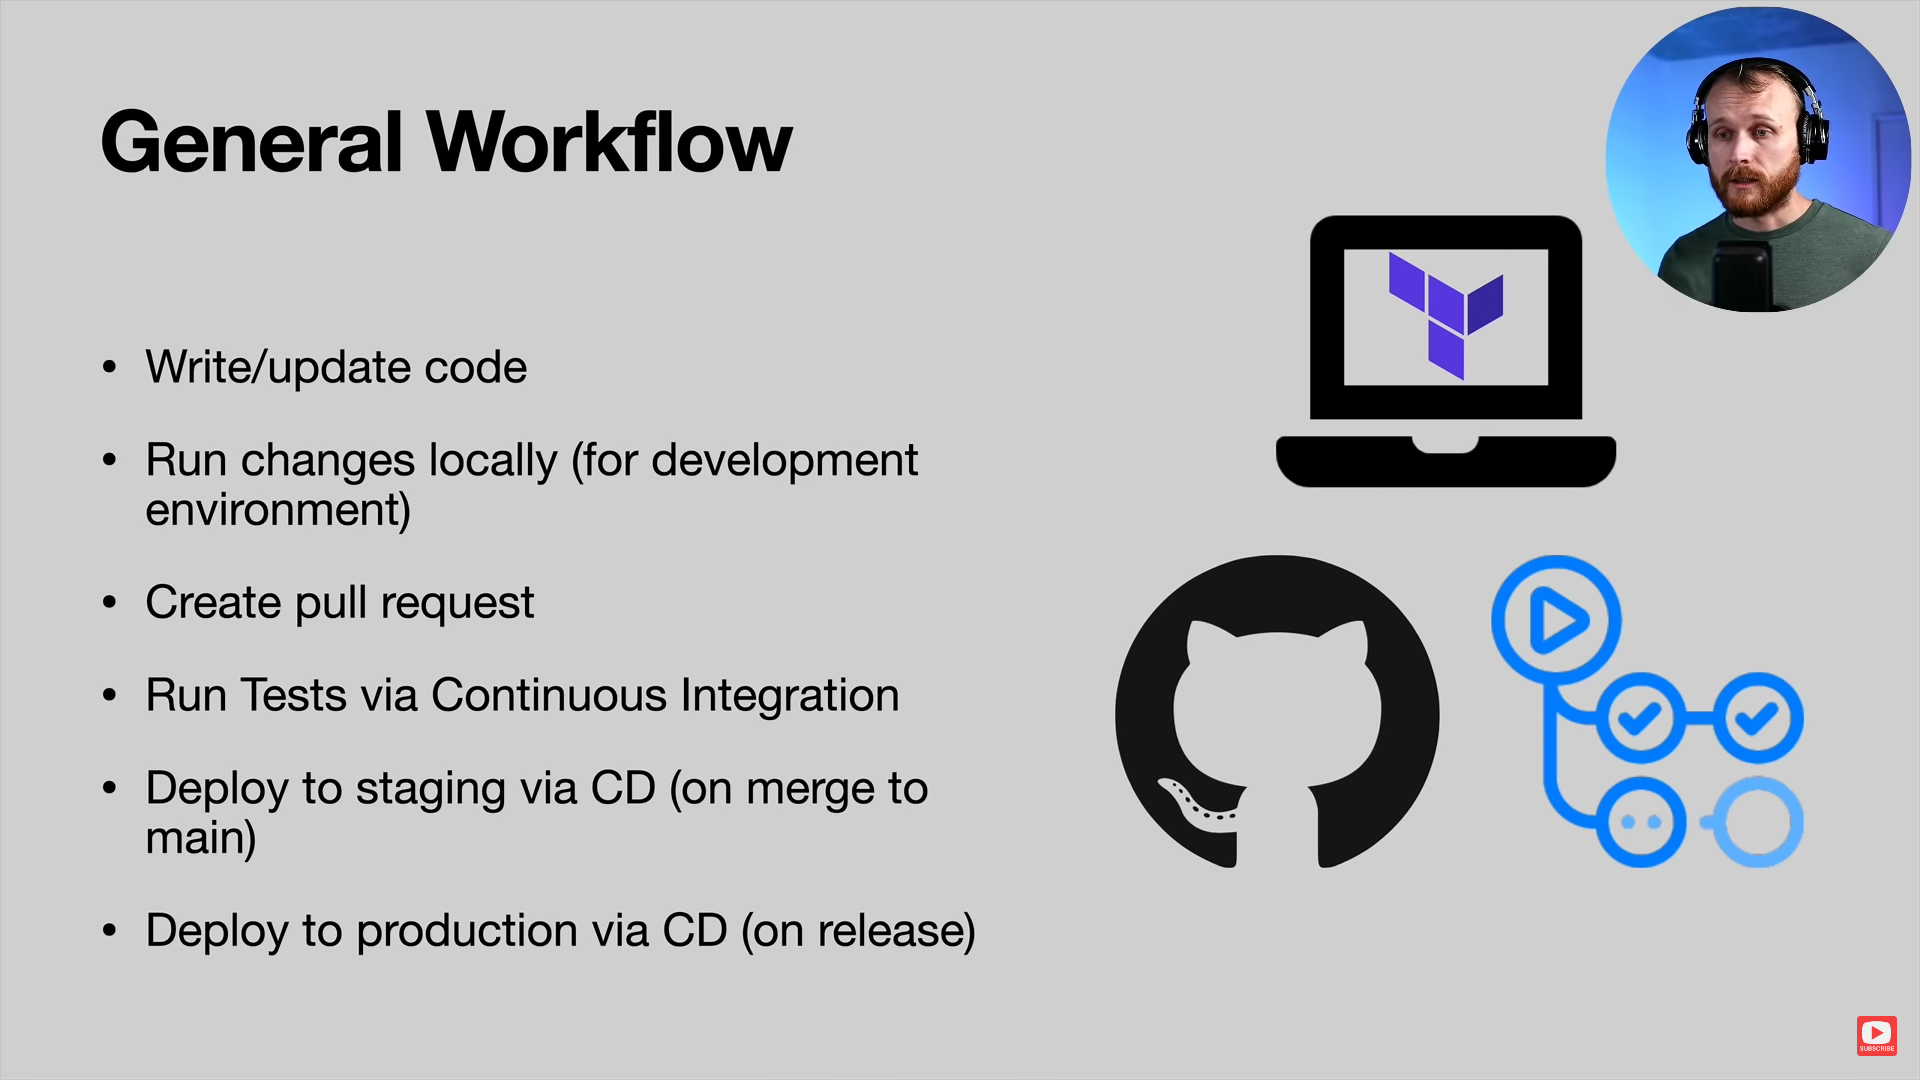 General Workflow
• Write/update code
• Run changes locally (for development
environment)
• Create pull request
• Run Tests via Continuous Integration
• Deploy to staging via CD (on merge to
main)
• Deploy to production via CD (on release)
SUBSCRIBE